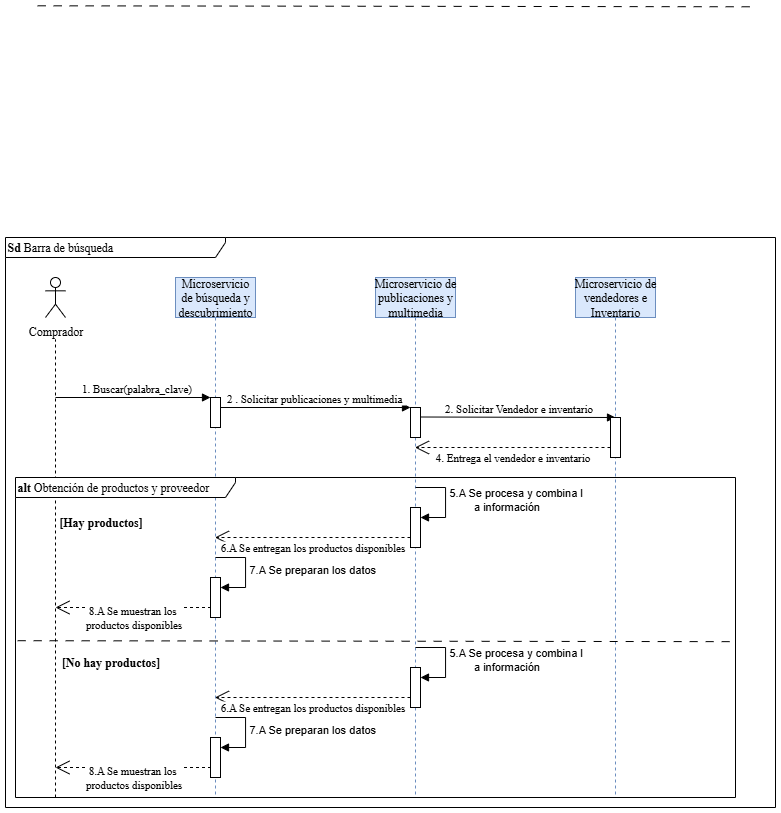 Sd Barra de búsqueda
Microservicio
de búsqueda y
descubrimiento
Microservicio de
publicaciones y
multimedia
Microservicio de
vendedores e
Inventario
Comprador
1. Buscar(palabra_clave)
2 . Solicitar publicaciones y multimedia
2. Solicitar Vendedor e inventario
4. Entrega el vendedor e inventario
alt Obtención de productos y proveedor
5.A Se procesa y combina l
a información
[Hay productos]
6.A Se entregan los productos disponibles
7.A Se preparan los datos
8.A Se muestran los
productos disponibles
[No hay productos]
5.A Se procesa y combina l
a información
6.A Se entregan los productos disponibles
7.A Se preparan los datos
8.A Se muestran los
productos disponibles